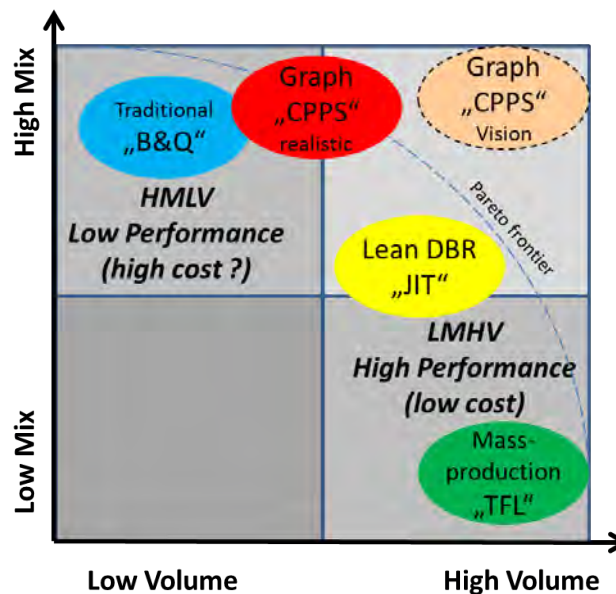 High Mix
Low Mix
Traditional
„B&Q“
Graph
„CPPS“
realistic
Graph
„CPPS“
Vision
HMLV
Low Performance
(high cost ?)
Pareto frontier
Lean DBR
„JIT“
LMHV
High Performance
(low cost)
Mass-
production
„TFL“
Low Volume
High Volume